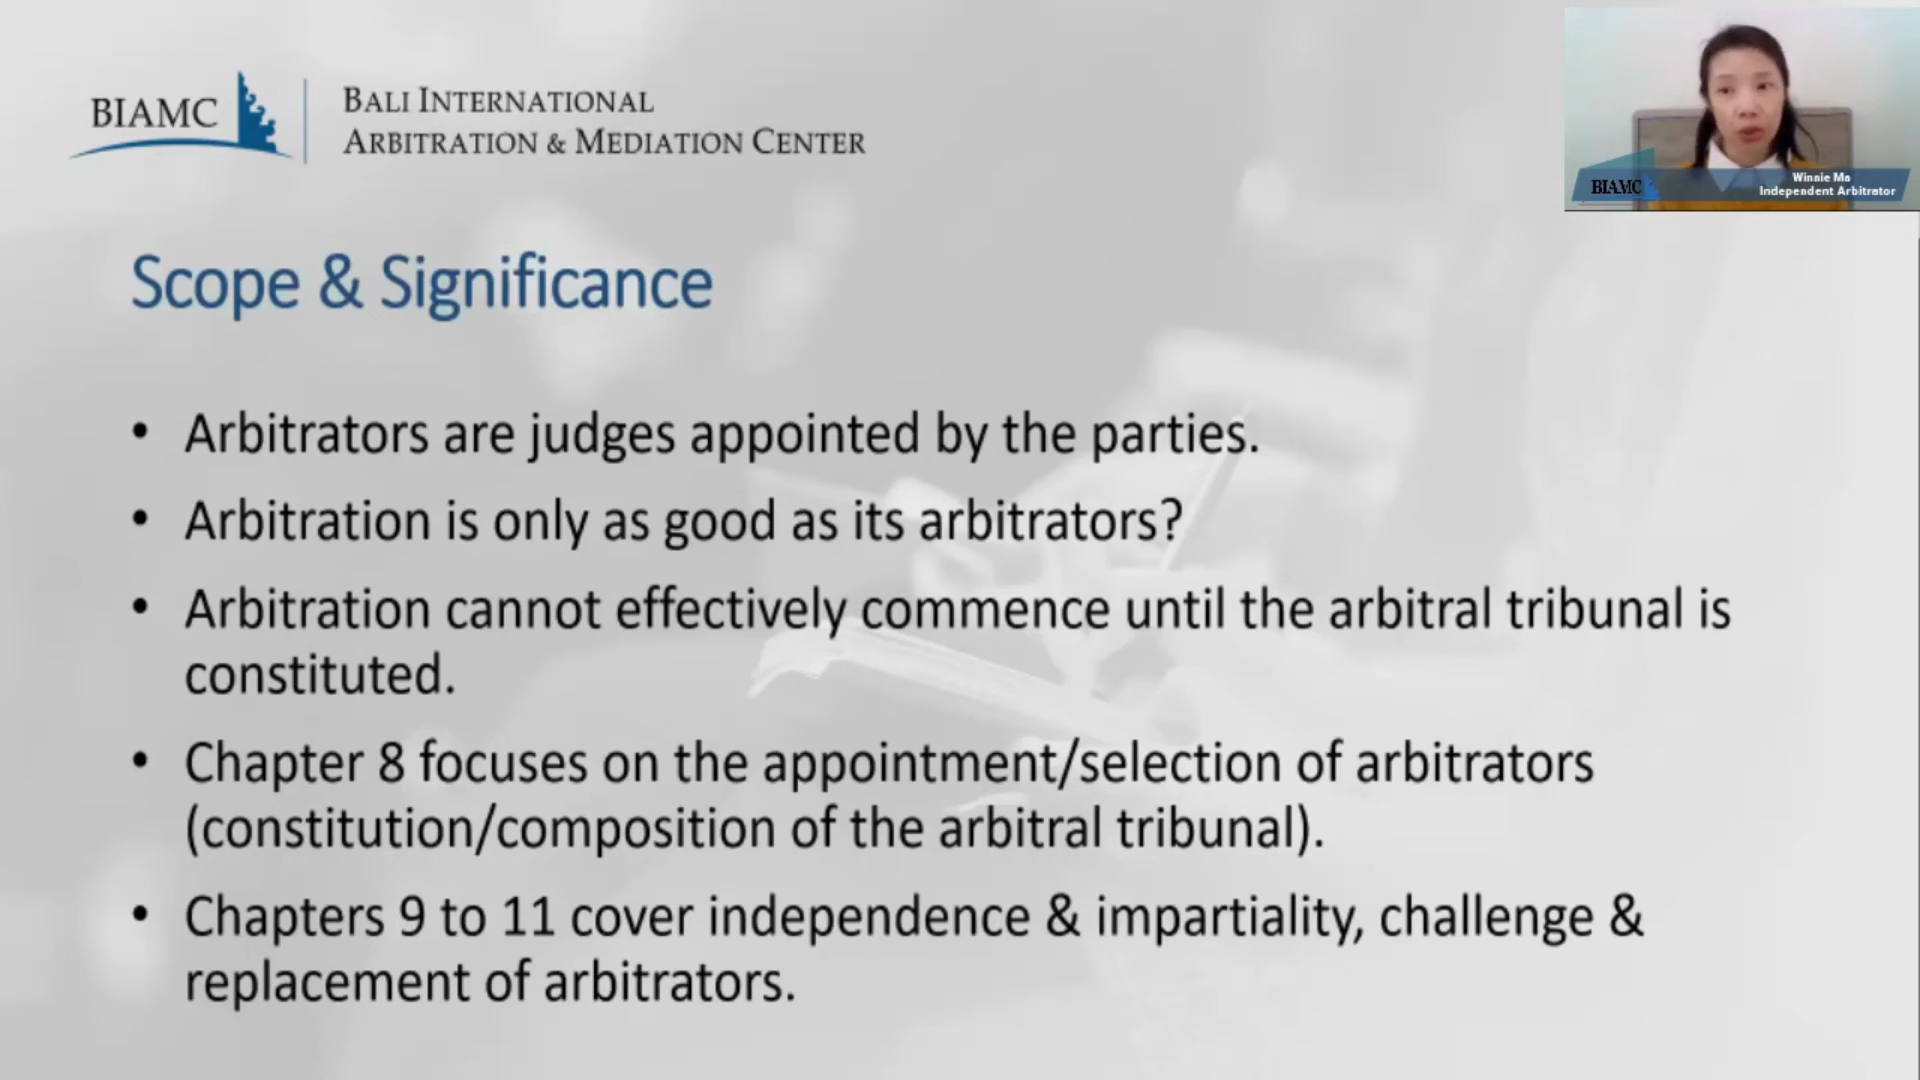 BIAMC
BALI INTERNATIONAL
ARBITRATION & MEDIATION CENTER
BIAMC
Winnie Ma
Independent Arbitrator
Scope & Significance
• Arbitrators are judges appointed by the parties.
• Arbitration is only as good as its arbitrators?
• Arbitration cannot effectively commence until the arbitral tribunal is
constituted.
• Chapter 8 focuses on the appointment/selection of arbitrators
(constitution/composition of the arbitral tribunal).
• Chapters 9 to 11 cover independence & impartiality, challenge &
replacement of arbitrators.